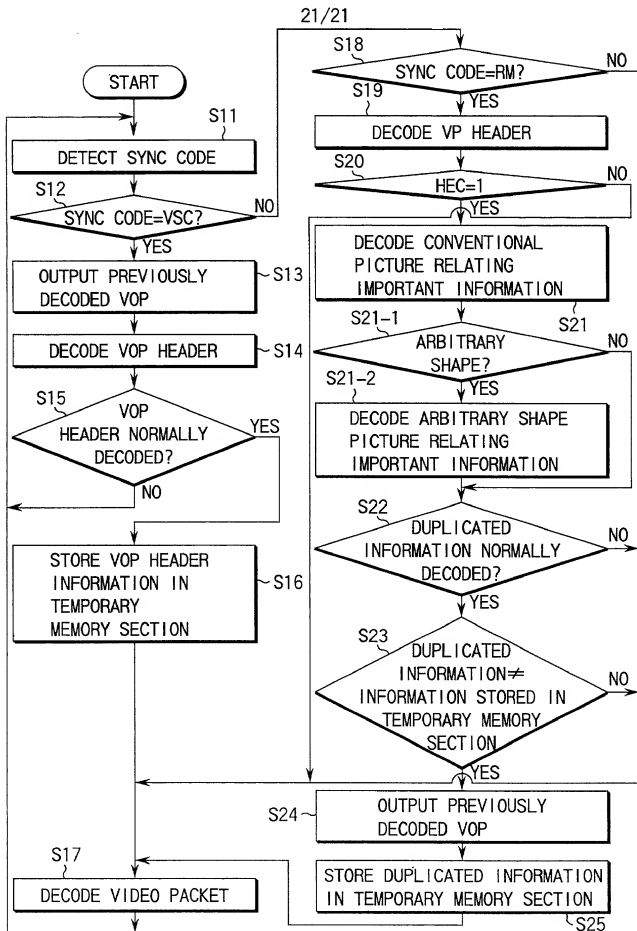 21/21
START
S11
DETECT SYNC CODE
S12
SYNC CODE=VSC?
NO
YES
OUTPUT PREVIOUSLY
DECODED VOP
S13
DECODE VOP HEADER
S14
S15
VOP
HEADER NORMALLY
DECODED?
YES
NO
STORE VOP HEADER
INFORMATION IN
TEMPORARY
MEMORY SECTION
S16
S17
DECODE VIDEO PACKET
S18
SYNC CODE=RM?
NO
YES
S19
DECODE VP HEADER
S20
HEC=1
NO
YES
DECODE CONVENTIONAL
PICTURE RELATING
IMPORTANT INFORMATION
S21
S21-1
ARBITRARY
SHAPE?
NO
YES
S21-2
DECODE ARBITRARY SHAPE
PICTURE RELATING
IMPORTANT INFORMATION
S22
DUPLICATED
INFORMATION NORMALLY
DECODED?
NO
YES
S23
DUPLICATED
INFORMATION≠
INFORMATION STORED IN
TEMPORARY MEMORY
SECTION
NO
YES
S24
OUTPUT PREVIOUSLY
DECODED VOP
STORE DUPLICATED INFORMATION
IN TEMPORARY MEMORY SECTION
S25